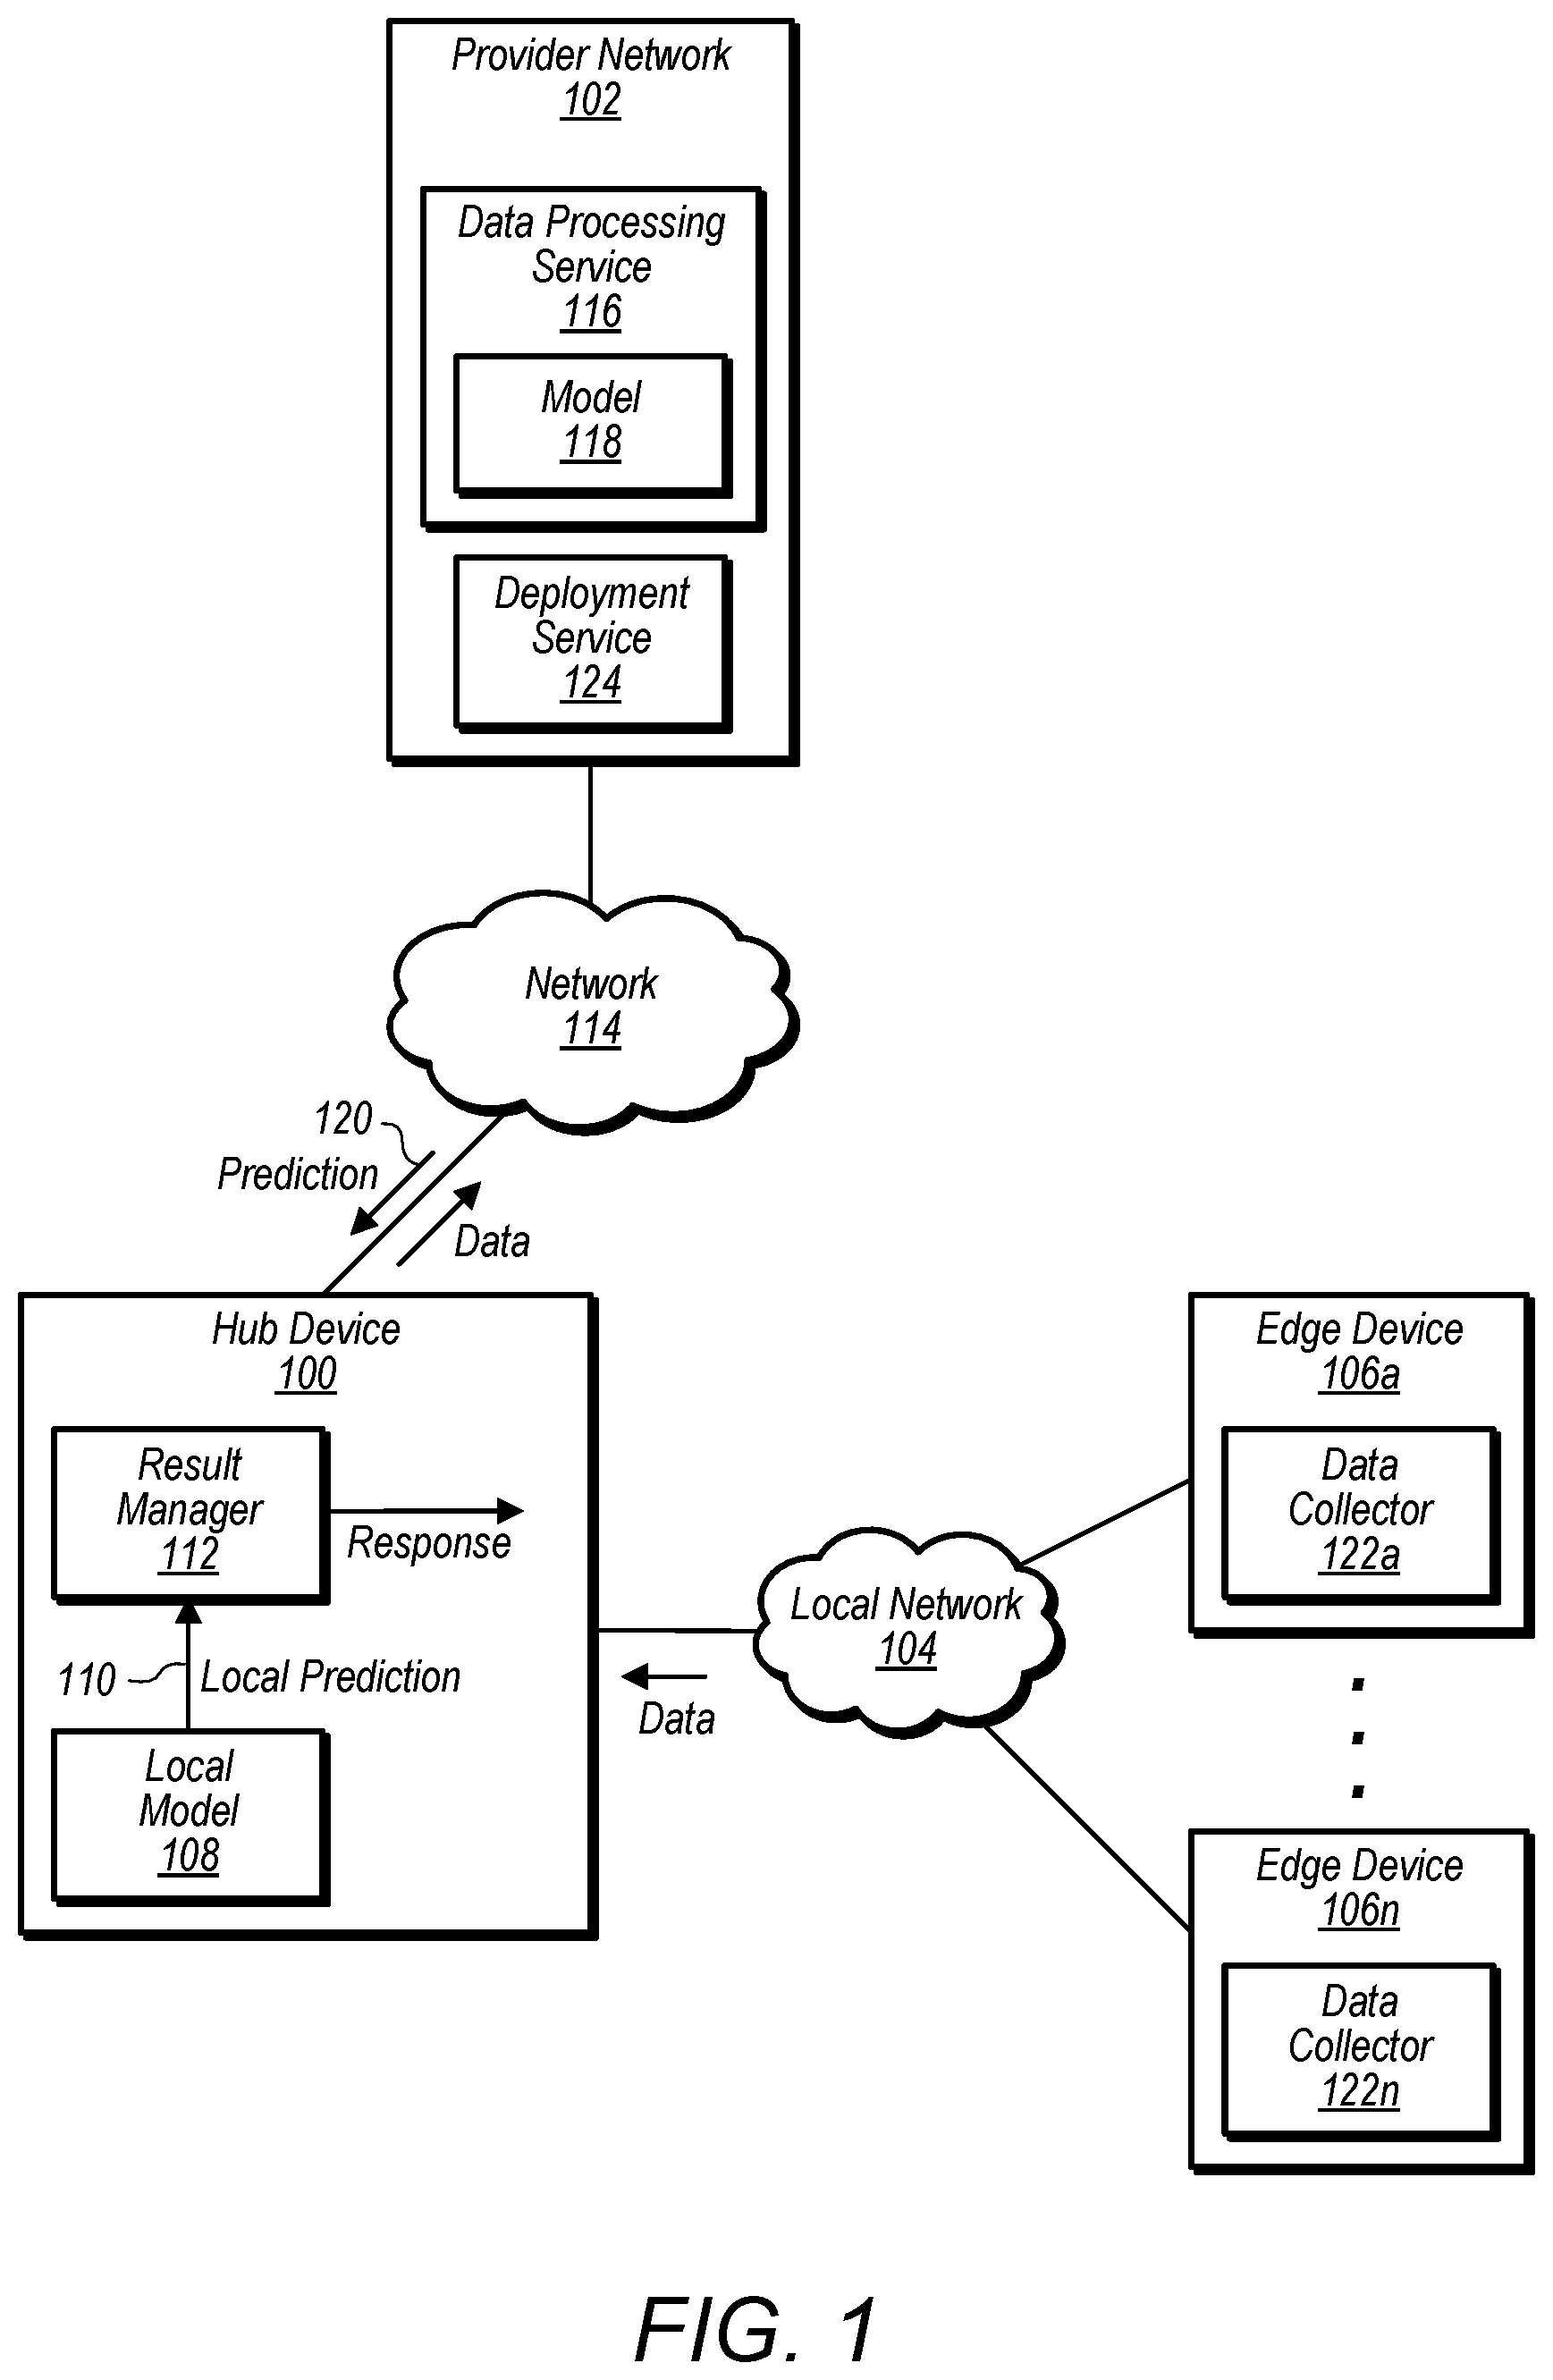 Provider Network
102
Data Processing
Service
116
Model
118
Deployment
Service
124
Network
114
120
Prediction
Data
Hub Device
100
Result
Manager
112
Response
110
Local Prediction
Local
Model
108
Local Network
104
Data
Edge Device
106a
Data
Collector
122a
Edge Device
106n
Data
Collector
122n
FIG. 1